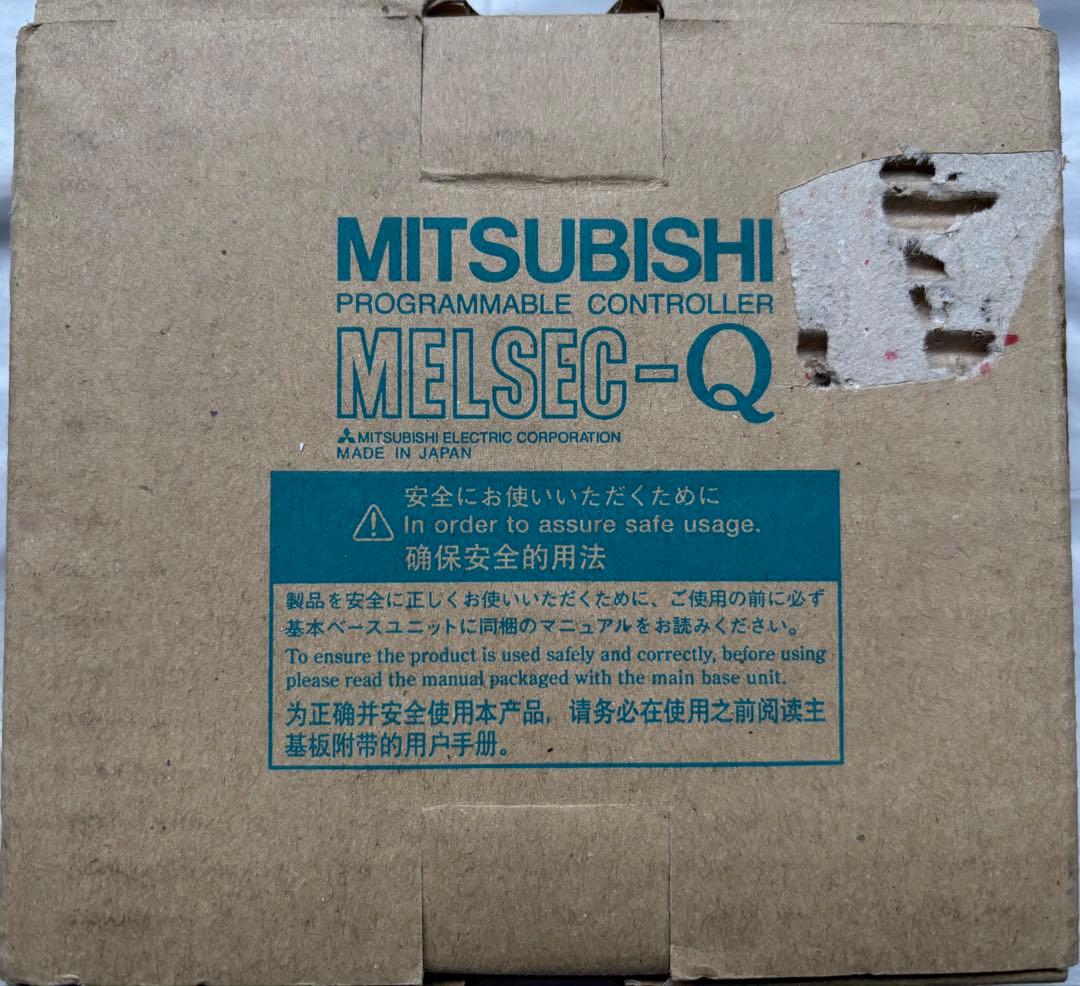 MITSUBISHI
PROGRAMMABLE CONTROLLER
MELSEC-Q
MITSUBISHI ELECTRIC CORPORATION
MADE IN JAPAN
安全にお使いいただくために
In order to assure safe usage.
确保安全的用法
製品を安全に正しくお使いいただくために、ご使用の前に必ず
基本ベースユニットに同梱のマニュアルをお読みください。
To ensure the product is used safely and correctly, before using
please read the manual packaged with the main base unit.
为正确并安全使用本产品，请务必在使用之前阅读主
基板附带的用户手册。